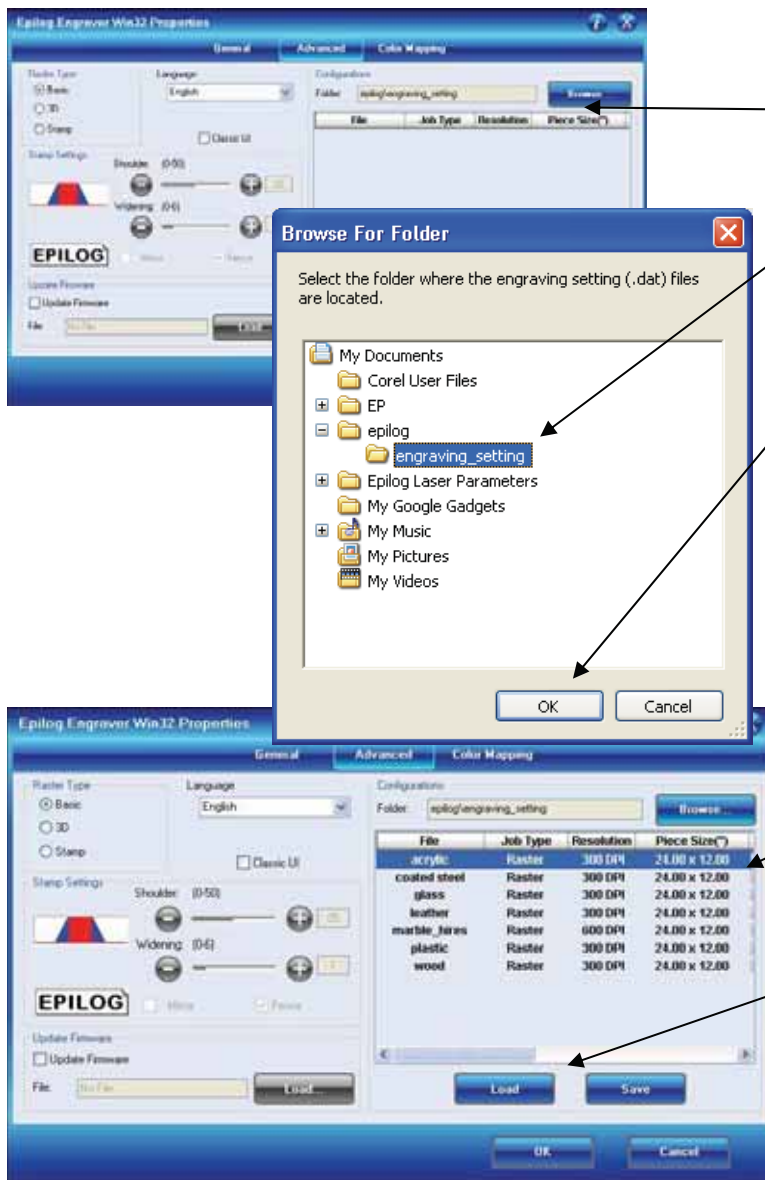 Epilog Engraver Win32 Properties
General Advanced Color Mapping
Raster Type Language Configurations
Basic English Folder: epilog\engraving_setting Browse...
3D
Stamp Classic UI
File Job Type Resolution Piece Size(")
Stamp Settings
Shoulder: (0-50)
Widening: (0-6)
EPILOG
Update Firmware
Update Firmware
File: No File Load...
Browse For Folder
Select the folder where the engraving setting (.dat) files
are located.
My Documents
Corel User Files
EP
epilog
engraving_setting
Epilog Laser Parameters
My Google Gadgets
My Music
My Pictures
My Videos
OK Cancel
Epilog Engraver Win32 Properties
General Advanced Color Mapping
Raster Type Language Configurations
Basic English Folder: epilog\engraving_setting Browse...
3D
Stamp Classic UI
File Job Type Resolution Piece Size(")
acrylic Raster 300 DPI 24.00 x 12.00
coated steel Raster 300 DPI 24.00 x 12.00
glass Raster 300 DPI 24.00 x 12.00
leather Raster 300 DPI 24.00 x 12.00
marble_hires Raster 600 DPI 24.00 x 12.00
plastic Raster 300 DPI 24.00 x 12.00
wood Raster 300 DPI 24.00 x 12.00
Stamp Settings
Shoulder: (0-50)
Widening: (0-6)
EPILOG Mirror Fence
Update Firmware
Update Firmware
File: No File Load...
Load Save
OK Cancel